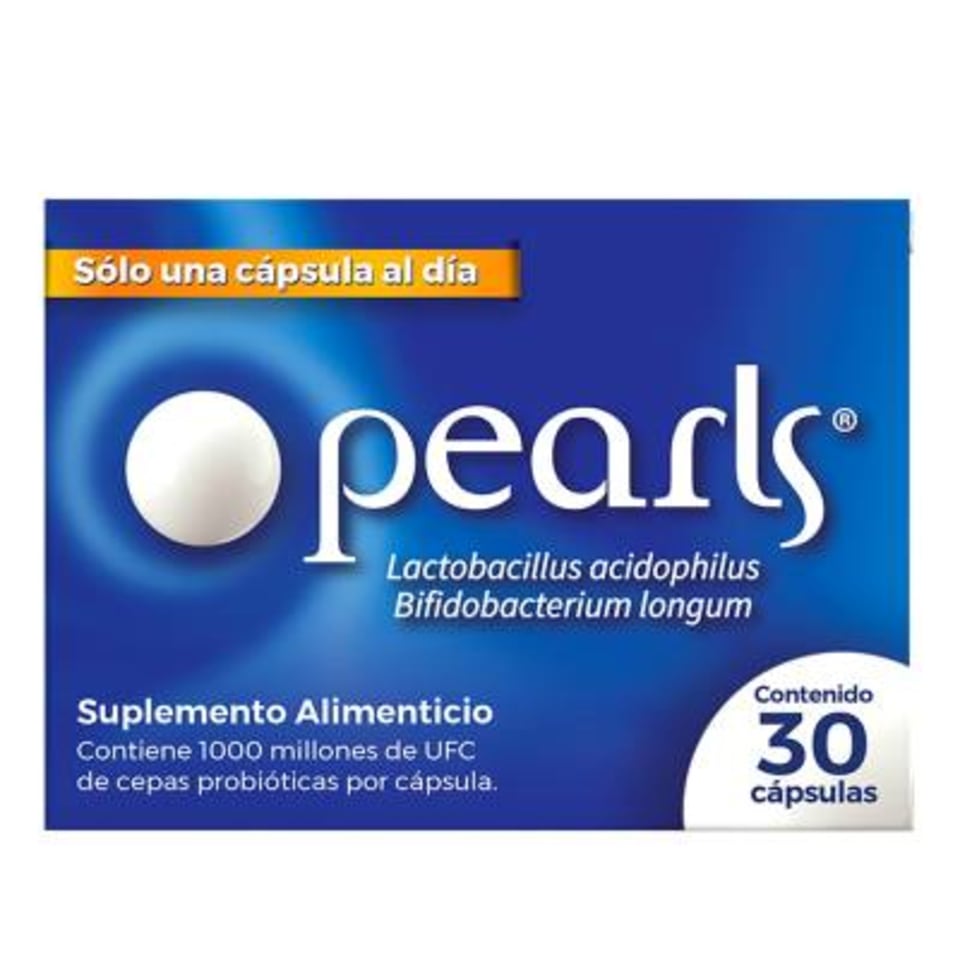 Sólo una cápsula al día
pearls®
Lactobacillus acidophilus
Bifidobacterium longum
Suplemento Alimenticio
Contiene 1000 millones de UFC
de cepas probióticas por cápsula.
Contenido
30
cápsulas